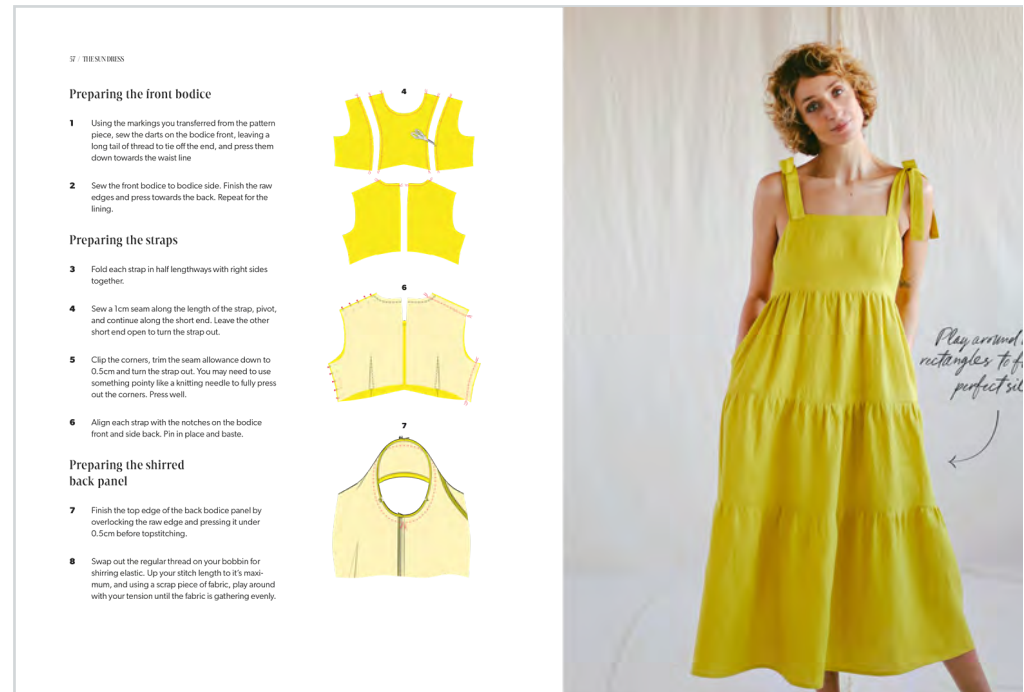 57 / THE SUN DRESS
Preparing the front bodice
1 Using the markings you transferred from the pattern
piece, sew the darts on the bodice front, leaving a
long tail of thread to tie off the end, and press them
down towards the waist line
2 Sew the front bodice to bodice side. Finish the raw
edges and press towards the back. Repeat for the
lining.
Preparing the straps
3 Fold each strap in half lengthways with right sides
together.
4 Sew a 1cm seam along the length of the strap, pivot,
and continue along the short end. Leave the other
short end open to turn the strap out.
5 Clip the corners, trim the seam allowance down to
0.5cm and turn the strap out. You may need to use
something pointy like a knitting needle to fully press
out the corners. Press well.
6 Align each strap with the notches on the bodice
front and side back. Pin in place and baste.
Preparing the shirred
back panel
7 Finish the top edge of the back bodice panel by
overlocking the raw edge and pressing it under
0.5cm before topstitching.
8 Swap out the regular thread on your bobbin for
shirring elastic. Up your stitch length to it's maxi-
mum, and using a scrap piece of fabric, play around
with your tension until the fabric is gathering evenly.
4
6
7
Play around
rectangles to
perfect